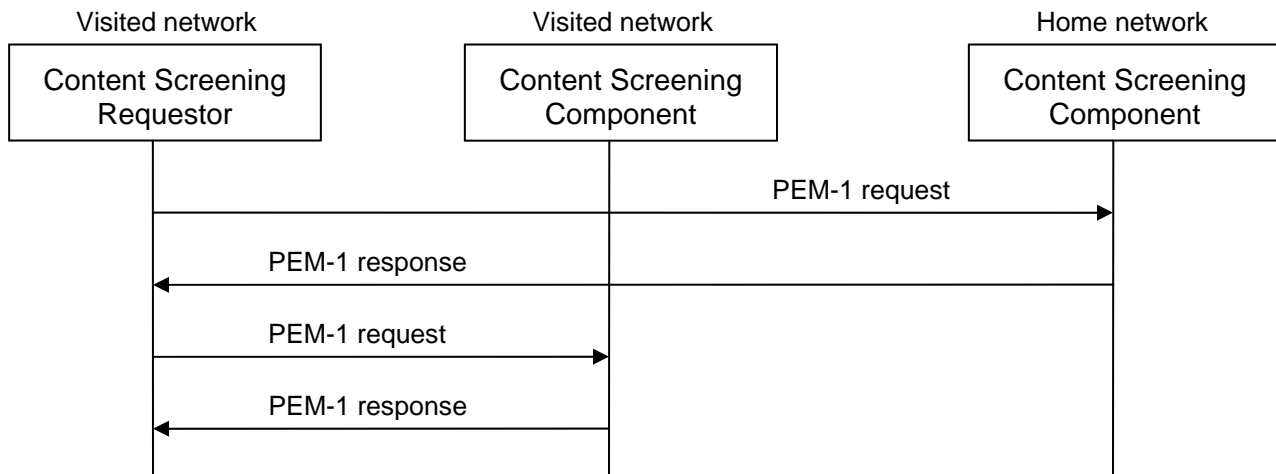 Visited network
Visited network
Home network
Content Screening
Requestor
Content Screening
Component
Content Screening
Component
PEM-1 request
PEM-1 response
PEM-1 request
PEM-1 response